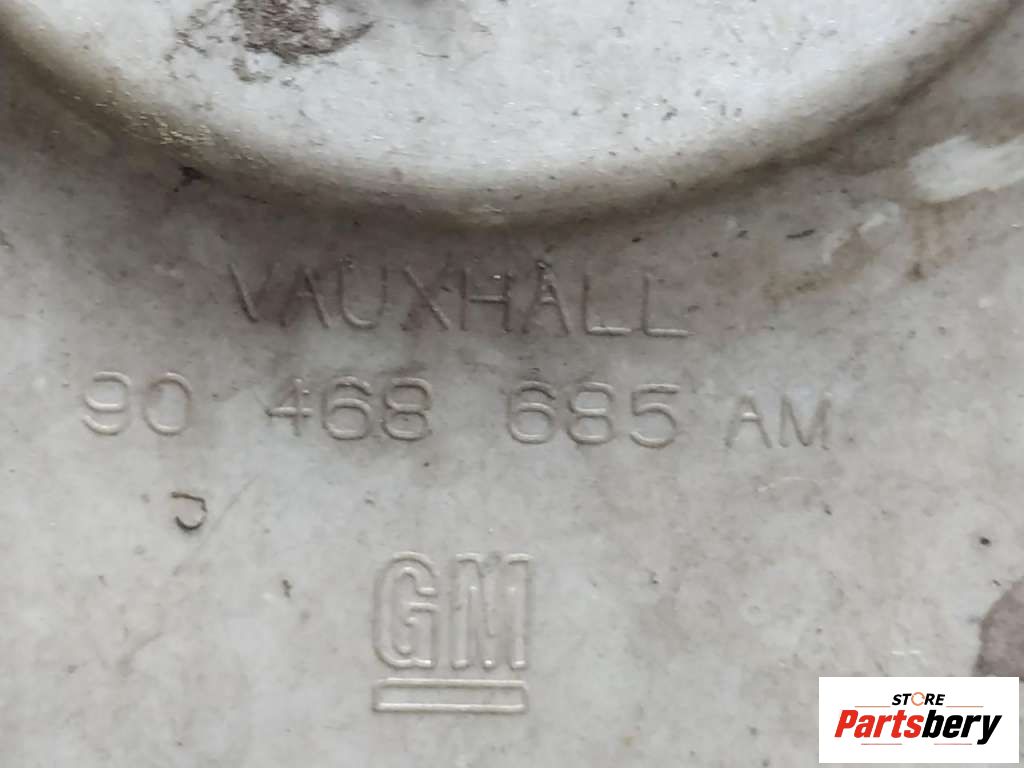 VAUXHALL
90 468 685 AM
GM
STORE
Partsbery